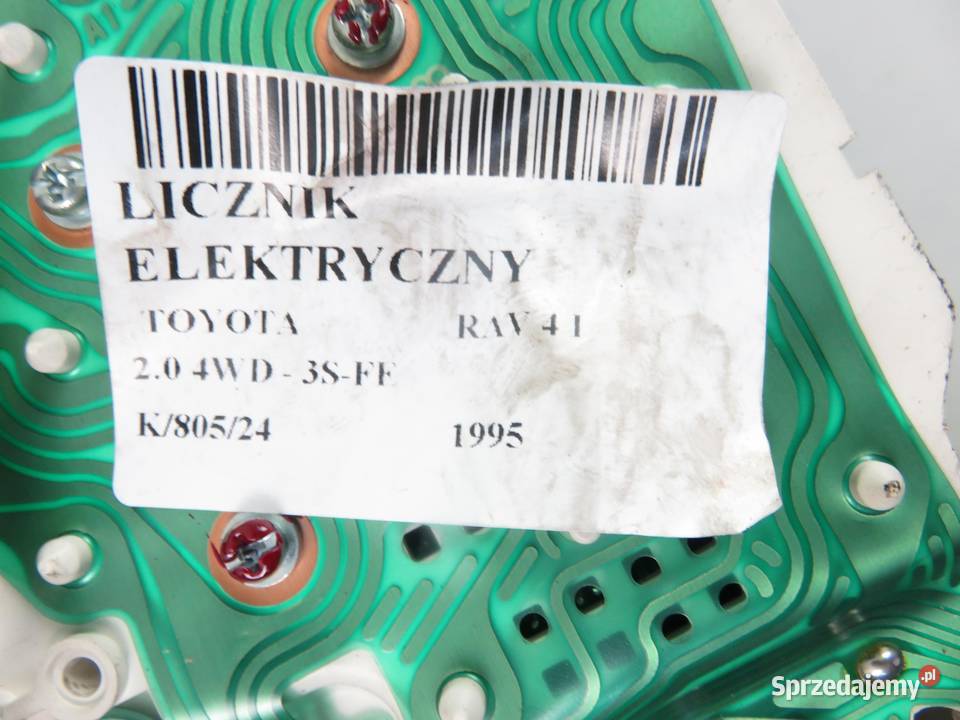 LICZNIK
ELEKTRYCZNY
TOYOTA RAV 4 I
2.0 4WD - 3S-FE
K/805/24 1995
Sprzedajemy.pl